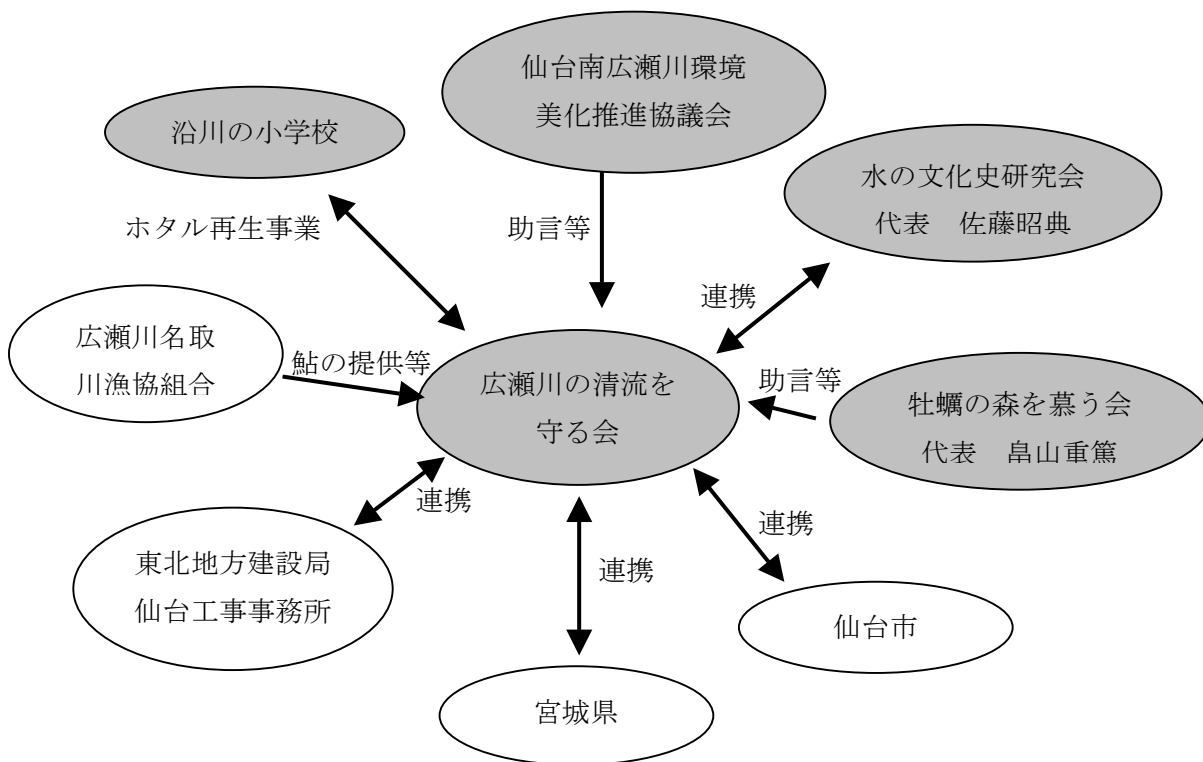 仙台南広瀬川環境
美化推進協議会
沿川の小学校
水の文化史研究会
代表　佐藤昭典
ホタル再生事業
助言等
連携
広瀬川名取
川漁協組合
鮎の提供等
広瀬川の清流を
守る会
助言等
牡蠣の森を慕う会
代表　畠山重篤
連携
連携
連携
東北地方建設局
仙台工事事務所
仙台市
宮城県